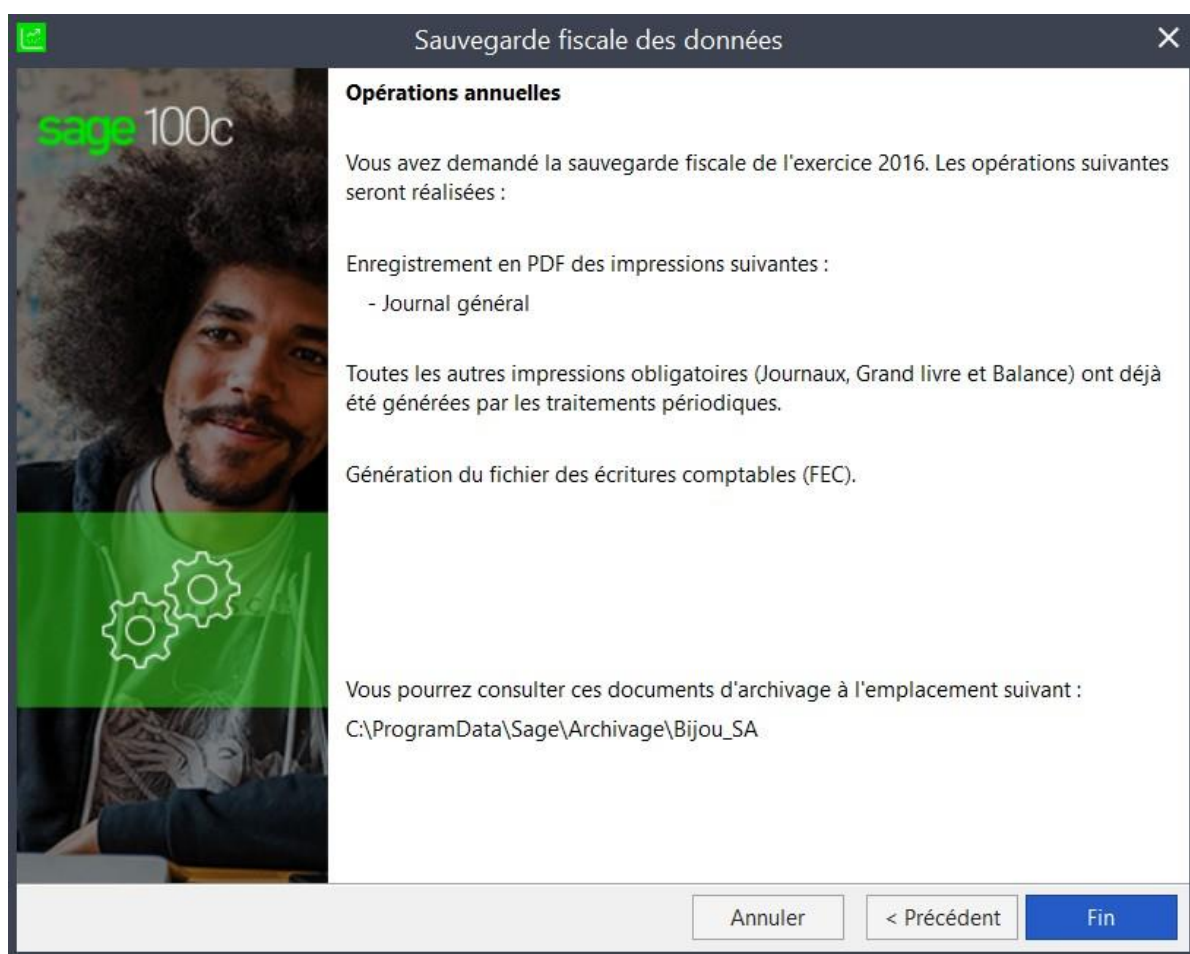 Sauvegarde fiscale des données
sage 100c
Opérations annuelles
Vous avez demandé la sauvegarde fiscale de l'exercice 2016. Les opérations suivantes
seront réalisées :
Enregistrement en PDF des impressions suivantes :
- Journal général
Toutes les autres impressions obligatoires (Journaux, Grand livre et Balance) ont déjà
été générées par les traitements périodiques.
Génération du fichier des écritures comptables (FEC).
Vous pourrez consulter ces documents d'archivage à l'emplacement suivant :
C:\ProgramData\Sage\Archivage\Bijou_SA
Annuler
< Précédent
Fin